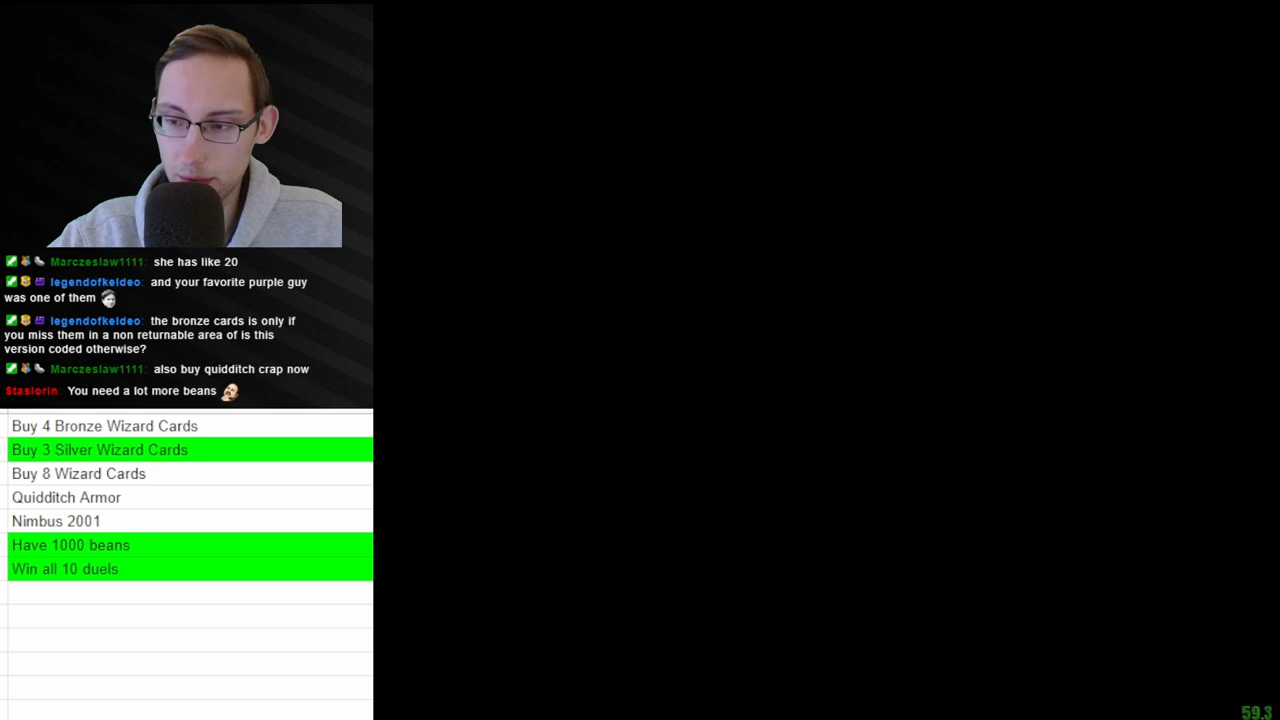 Marczeslaw1111: she has like 20
legendofkeldeo: and your favorite purple guy
was one of them
legendofkeldeo: the bronze cards is only if
you miss them in a non returnable area of is this
version coded otherwise?
Marczeslaw1111: also buy quidditch crap now
Stasiorin: You need a lot more beans
Buy 4 Bronze Wizard Cards
Buy 3 Silver Wizard Cards
Buy 8 Wizard Cards
Quidditch Armor
Nimbus 2001
Have 1000 beans
Win all 10 duels
59.3